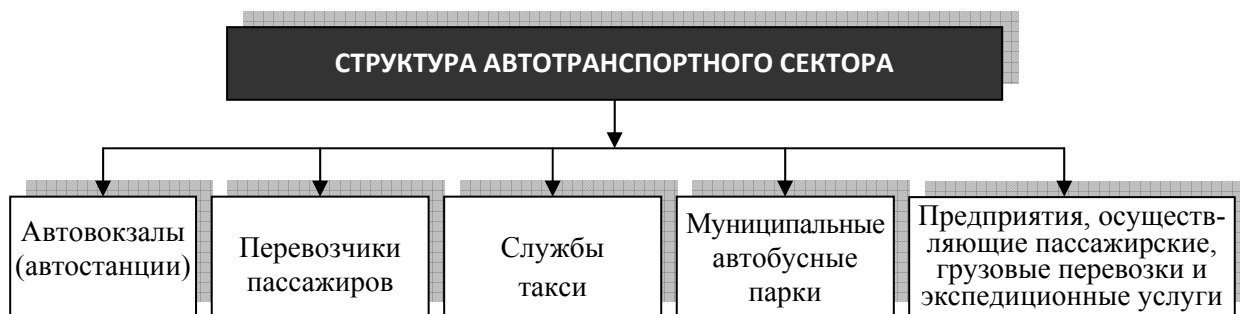 СТРУКТУРА АВТОТРАНСПОРТНОГО СЕКТОРА
Автовокзалы
(автостанции)
Перевозчики
пассажиров
Службы
такси
Муниципальные
автобусные
парки
Предприятия, осуществ-
ляющие пассажирские,
грузовые перевозки и
экспедиционные услуги